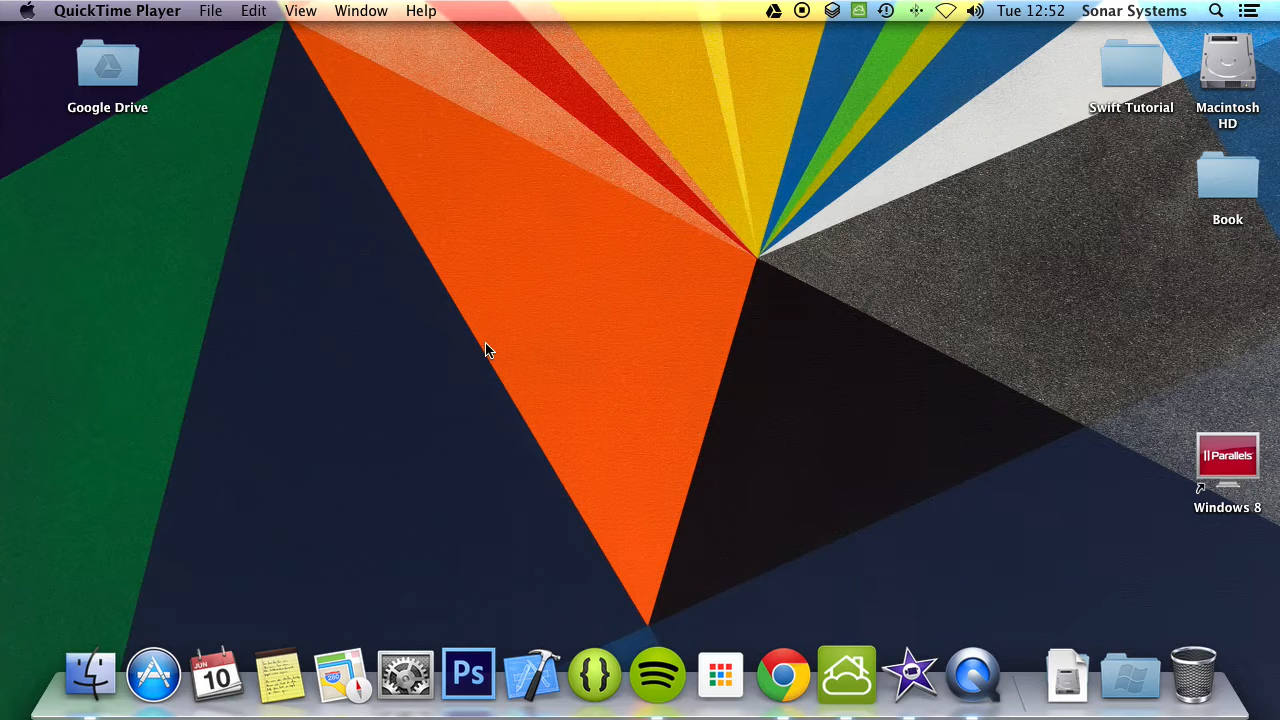 QuickTime Player File Edit View Window Help Tue 12:52 Sonar Systems
Google Drive
Swift Tutorial
Macintosh
HD
Book
Parallels
Windows 8
JUN
10
280
Ps
{}